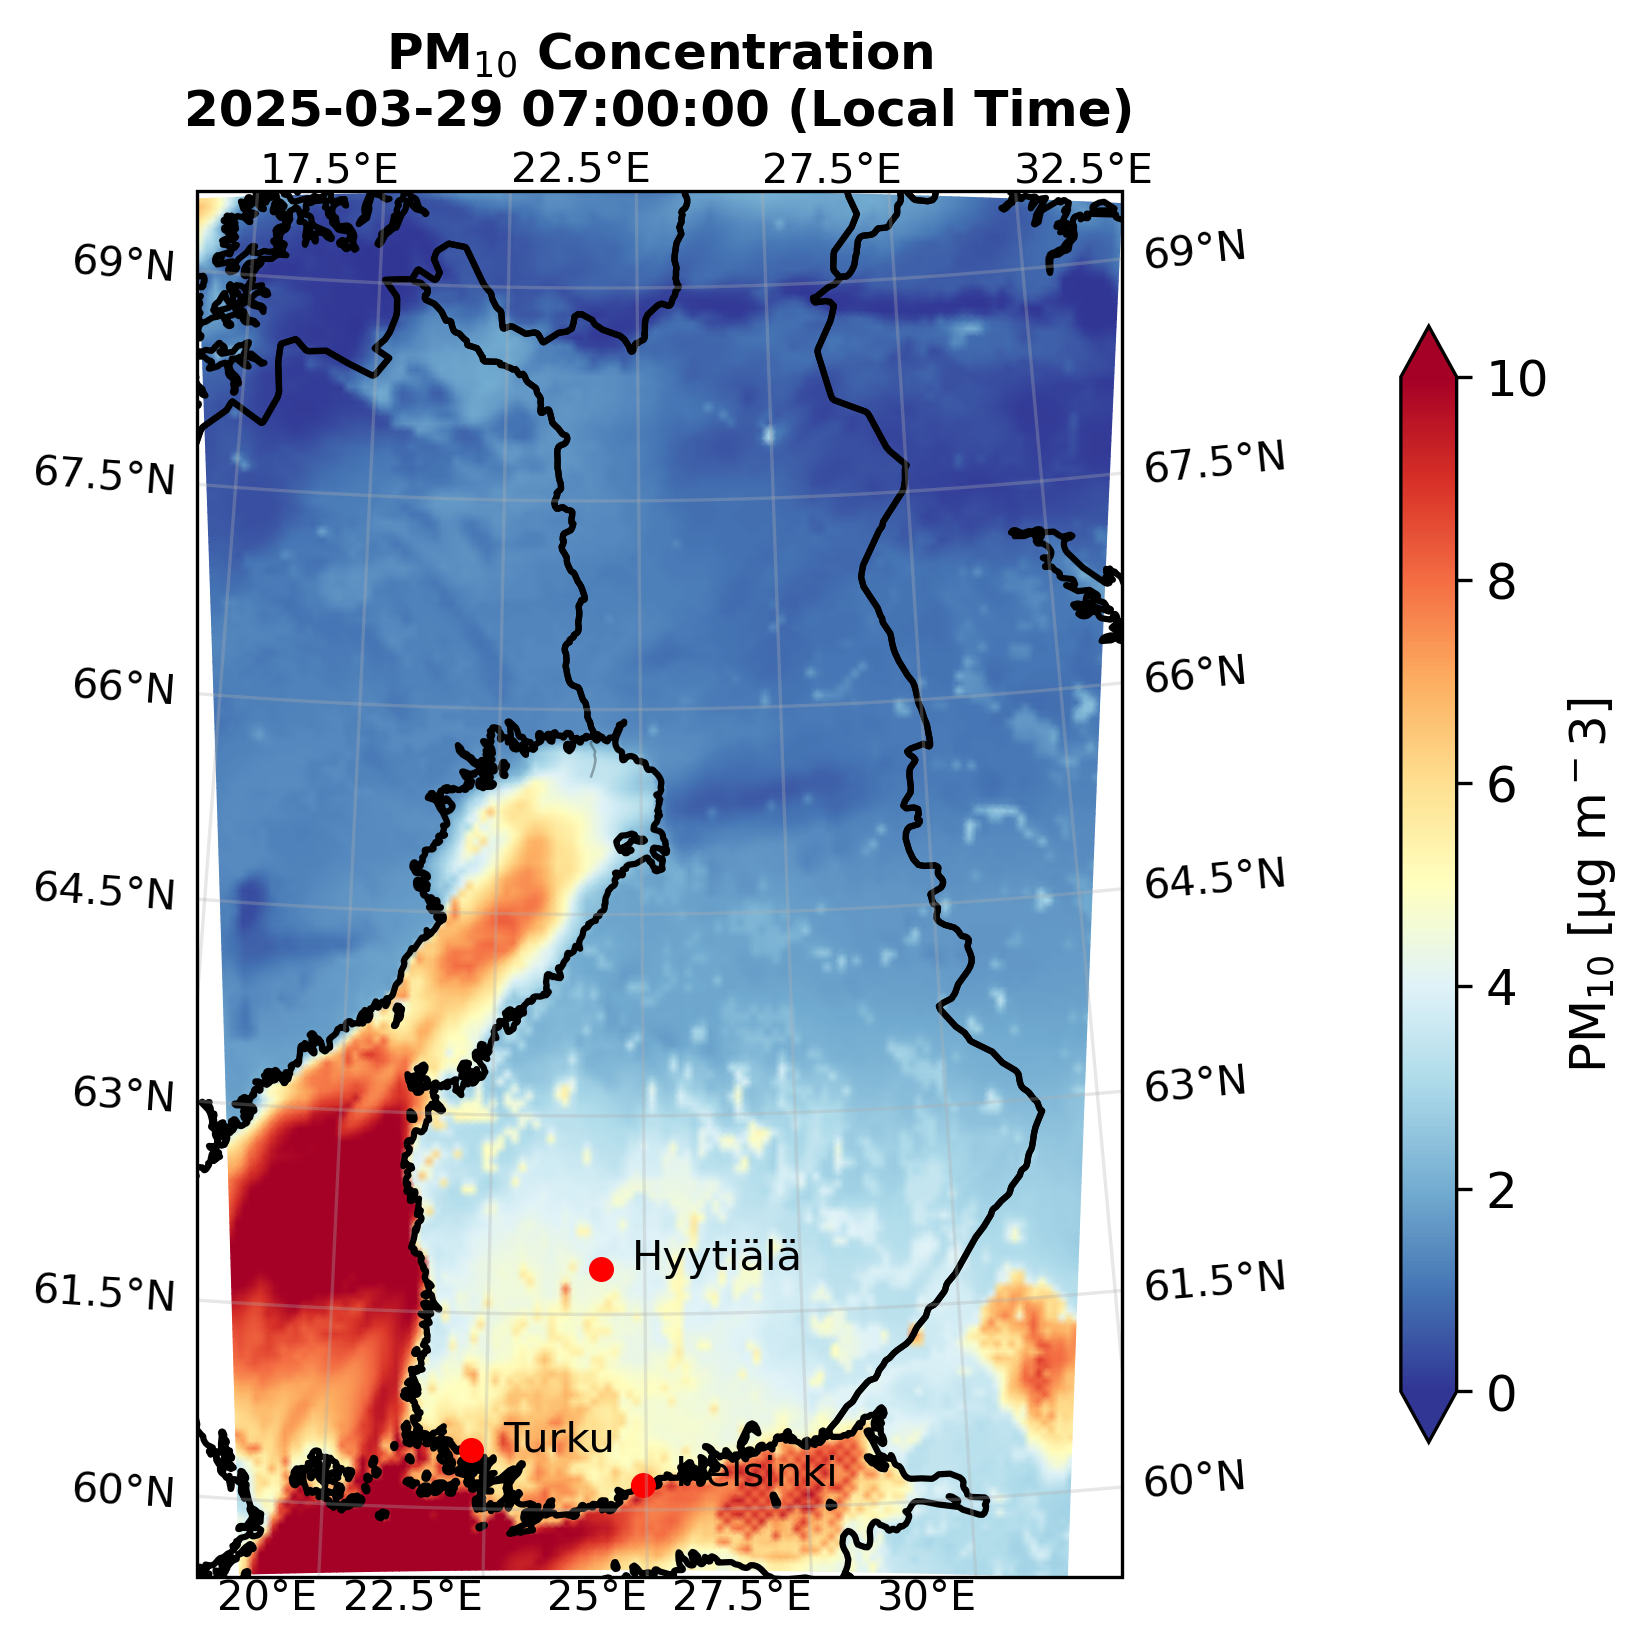 PM₁₀ Concentration
2025-03-29 07:00:00 (Local Time)
17.5°E 22.5°E 27.5°E 32.5°E
69°N 69°N
67.5°N 67.5°N
66°N 66°N
64.5°N 64.5°N
63°N 63°N
61.5°N 61.5°N
60°N 60°N
Hyytiälä
Turku
Helsinki
20°E 22.5°E 25°E 27.5°E 30°E
10
8
6
4
2
0
PM₁₀ [µg m⁻ 3]